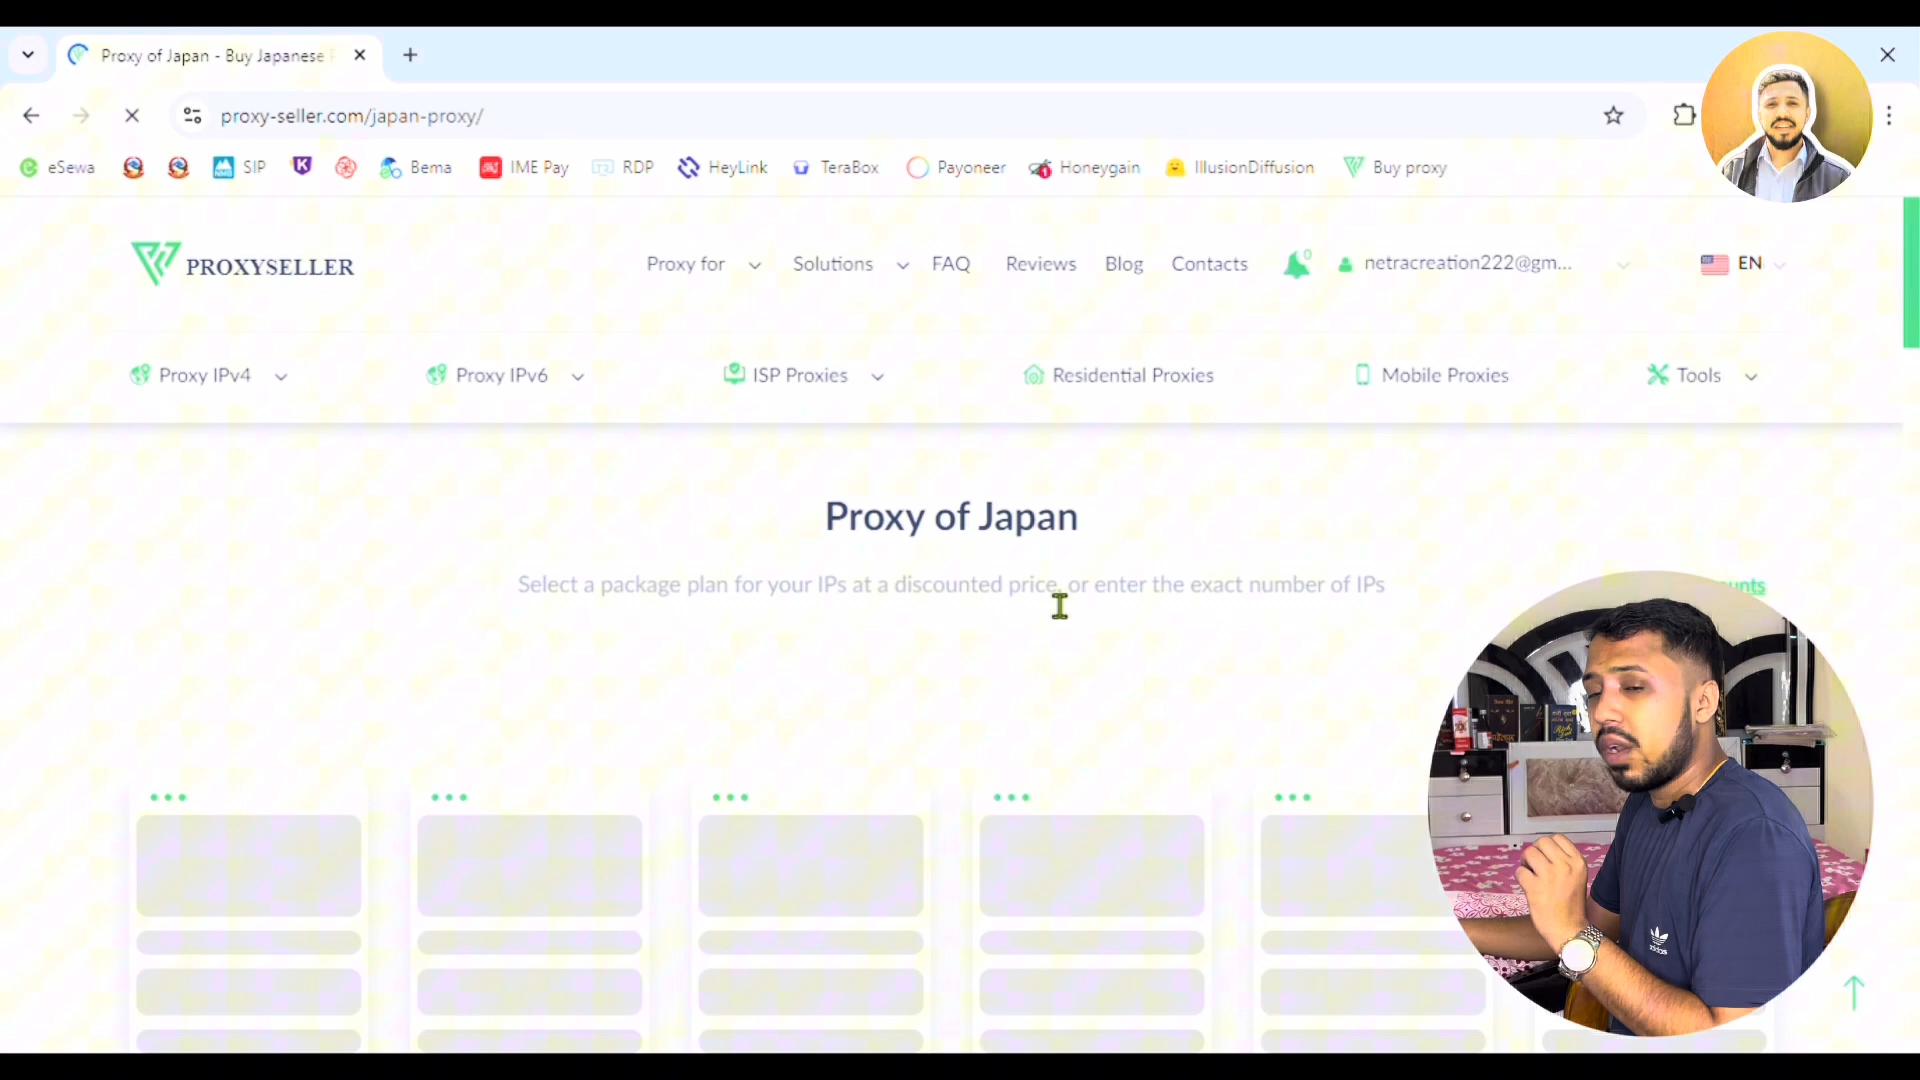 Proxy of Japan - Buy Japanese
proxy-seller.com/japan-proxy/
eSewa SIP Bema IME Pay RDP HeyLink TeraBox Payoneer Honeygain IllusionDiffusion Buy proxy
PROXYSELLER
Proxy for Solutions FAQ Reviews Blog Contacts 0 netracreation222@gm... EN
Proxy IPv4 Proxy IPv6 ISP Proxies Residential Proxies Mobile Proxies Tools
Proxy of Japan
Select a package plan for your IPs at a discounted price, or enter the exact number of IPs
adidas